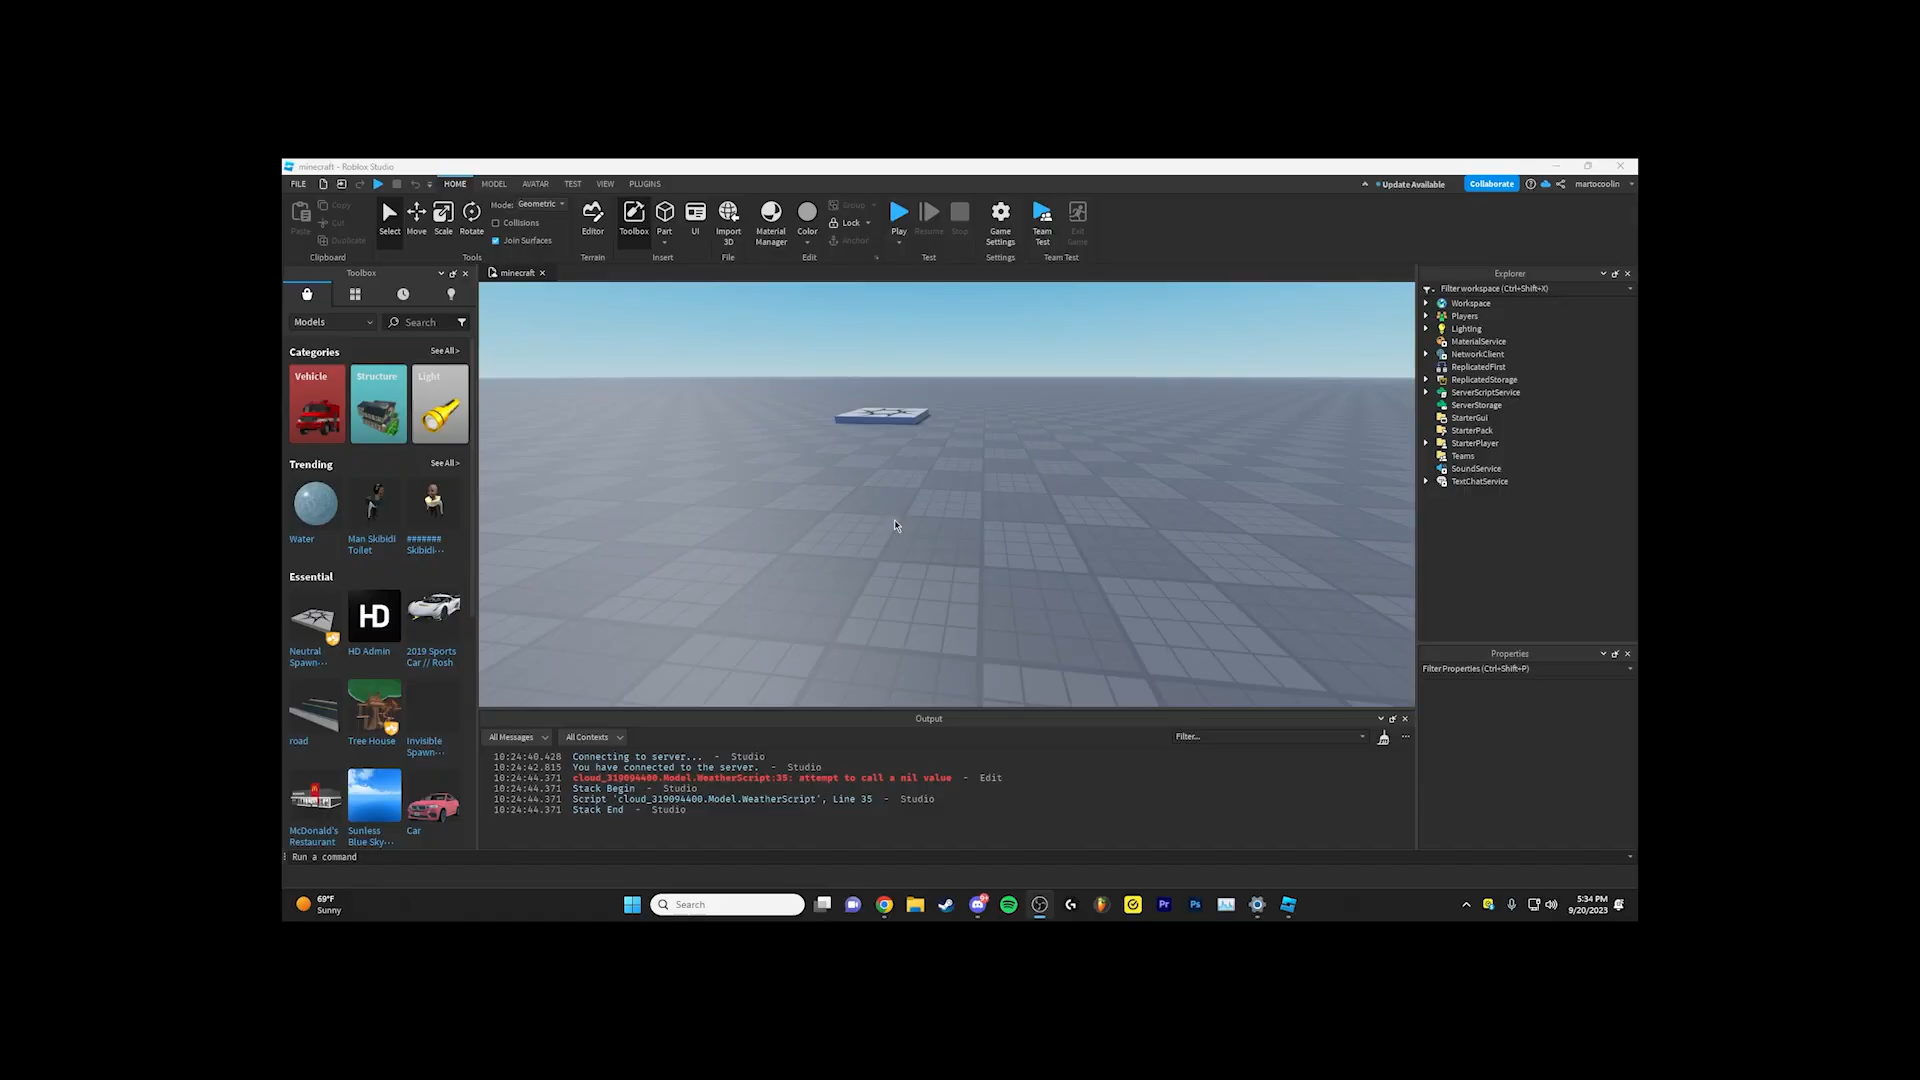 minecraft - Roblox Studio
FILE HOME MODEL AVATAR TEST VIEW PLUGINS Update Available Collaborate martocoolin
Paste Copy Cut Duplicate
Clipboard
Select Move Scale Rotate
Mode: Geometric
Collisions
Join Surfaces
Tools
Editor
Terrain
Toolbox Part UI
Insert
Import
3D
File
Material
Manager
Color
Group
Lock
Anchor
Edit
Play Resume Stop
Test
Game
Settings
Settings
Team
Test
Exit
Game
Team Test
Toolbox
minecraft
Models
Search
Categories
See All >
Vehicle
Structure
Light
Trending
See All >
Water
Man Skibidi
Toilet
#######
Skibidi...
Essential
HD
Neutral
Spawn...
HD Admin
2019 Sports
Car // Rosh
road
Tree House
Invisible
Spawn...
McDonald's
Restaurant
Sunless
Blue Sky...
Car
Output
All Messages
All Contexts
Filter...
10:24:40.428 Connecting to server... - Studio
10:24:42.815 You have connected to the server. - Studio
10:24:44.371 cloud_319094400.Model.WeatherScript:35: attempt to call a nil value - Edit
10:24:44.371 Stack Begin - Studio
10:24:44.371 Script 'cloud_319094400.Model.WeatherScript', Line 35 - Studio
10:24:44.371 Stack End - Studio
Run a command
Explorer
Filter workspace (Ctrl+Shift+X)
Workspace
Players
Lighting
MaterialService
NetworkClient
ReplicatedFirst
ReplicatedStorage
ServerScriptService
ServerStorage
StarterGui
StarterPack
StarterPlayer
Teams
SoundService
TextChatService
Properties
Filter Properties (Ctrl+Shift+P)
69°F
Sunny
Search
Pr
Ps
5:34 PM
9/20/2023